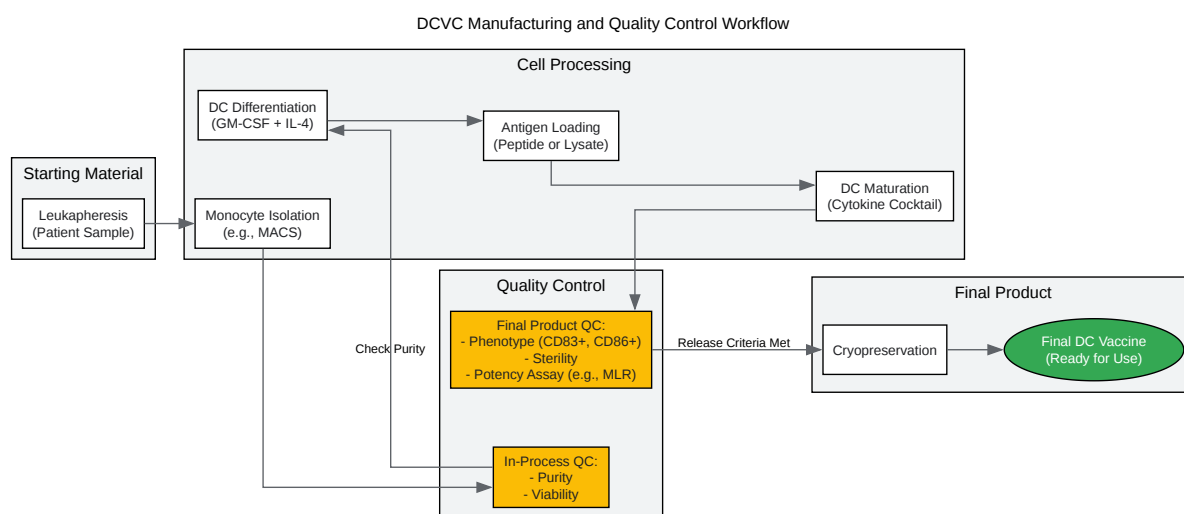 DCVC Manufacturing and Quality Control Workflow
Cell Processing
DC Differentiation
(GM-CSF + IL-4)
Antigen Loading
(Peptide or Lysate)
Starting Material
DC Maturation
(Cytokine Cocktail)
Leukapheresis
(Patient Sample)
Monocyte Isolation
(e.g., MACS)
Quality Control
Final Product
Final Product QC:
- Phenotype (CD83+, CD86+)
- Sterility
- Potency Assay (e.g., MLR)
Check Purity
Release Criteria Met
Cryopreservation
Final DC Vaccine
(Ready for Use)
In-Process QC:
- Purity
- Viability